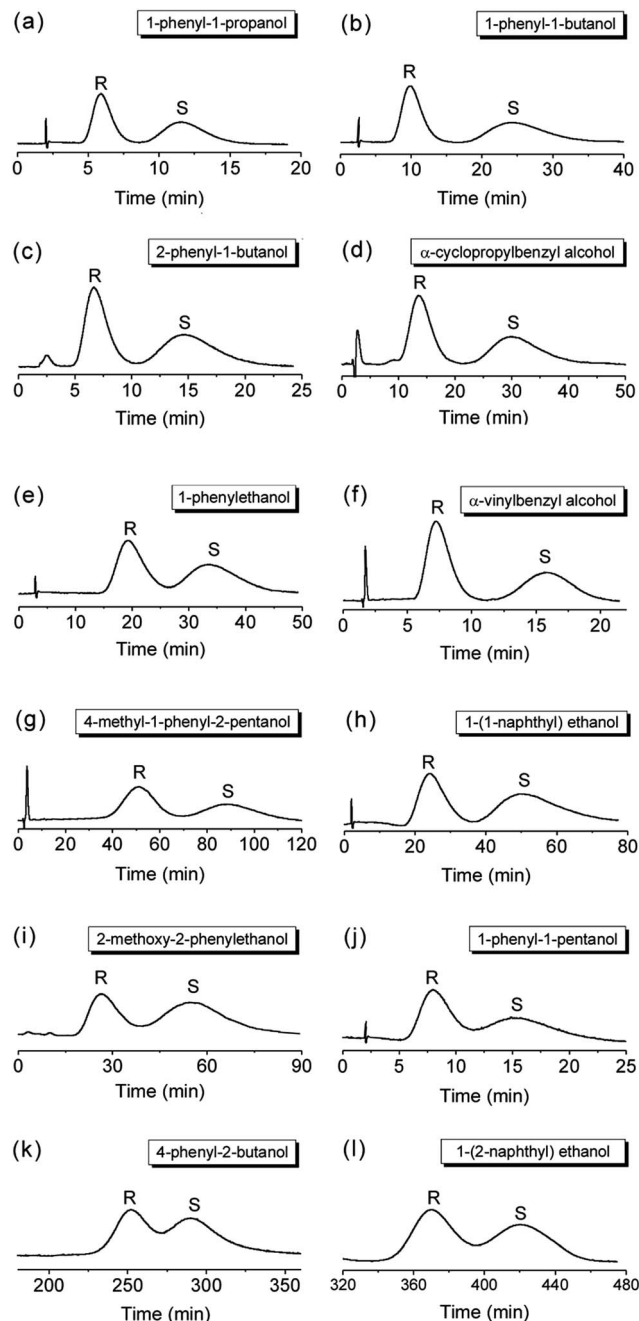 (a) 1-phenyl-1-propanol
R
S
0 5 10 15 20
Time (min)
(b) 1-phenyl-1-butanol
R
S
0 10 20 30 40
Time (min)
(c) 2-phenyl-1-butanol
R
S
0 5 10 15 20 25
Time (min)
(d) α-cyclopropylbenzyl alcohol
R
S
0 10 20 30 40 50
Time (min)
(e) 1-phenylethanol
R
S
0 10 20 30 40 50
Time (min)
(f) α-vinylbenzyl alcohol
R
S
0 5 10 15 20
Time (min)
(g) 4-methyl-1-phenyl-2-pentanol
R
S
0 20 40 60 80 100 120
Time (min)
(h) 1-(1-naphthyl) ethanol
R
S
0 20 40 60 80
Time (min)
(i) 2-methoxy-2-phenylethanol
R
S
0 30 60 90
Time (min)
(j) 1-phenyl-1-pentanol
R
S
0 5 10 15 20 25
Time (min)
(k) 4-phenyl-2-butanol
R
S
200 250 300 350
Time (min)
(l) 1-(2-naphthyl) ethanol
R
S
320 360 400 440 480
Time (min)